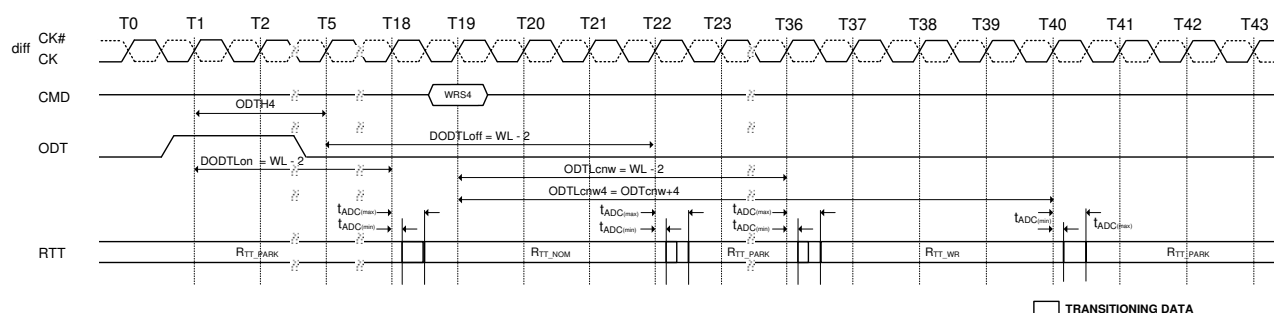 T0 T1 T2 T5 T18 T19 T20 T21 T22 T23 T36 T37 T38 T39 T40 T41 T42 T43
diff CK#
CK
CMD WRS4
ODTH4
DODTLoff = WL - 2
ODT
DODTLon = WL - 2
ODTLcnw = WL - 2
ODTLcnw4 = ODTcnw+4
tADC(max) tADC(max) tADC(max) tADC(min) tADC(max)
tADC(min) tADC(min) tADC(min)
RTT RTT_PARK RTT_NOM RTT_PARK RTT_WR RTT_PARK
TRANSITIONING DATA